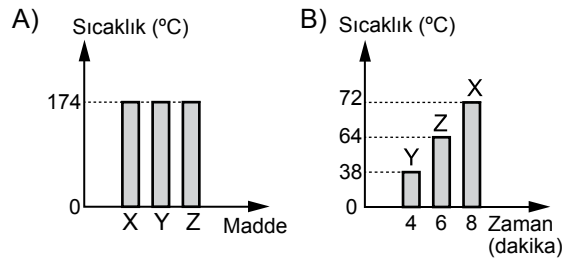 A)
Sıcaklık (ºC)
174
0
X Y Z
Madde
B)
Sıcaklık (ºC)
72
64
38
0
Y
Z
X
4 6 8
Zaman
(dakika)